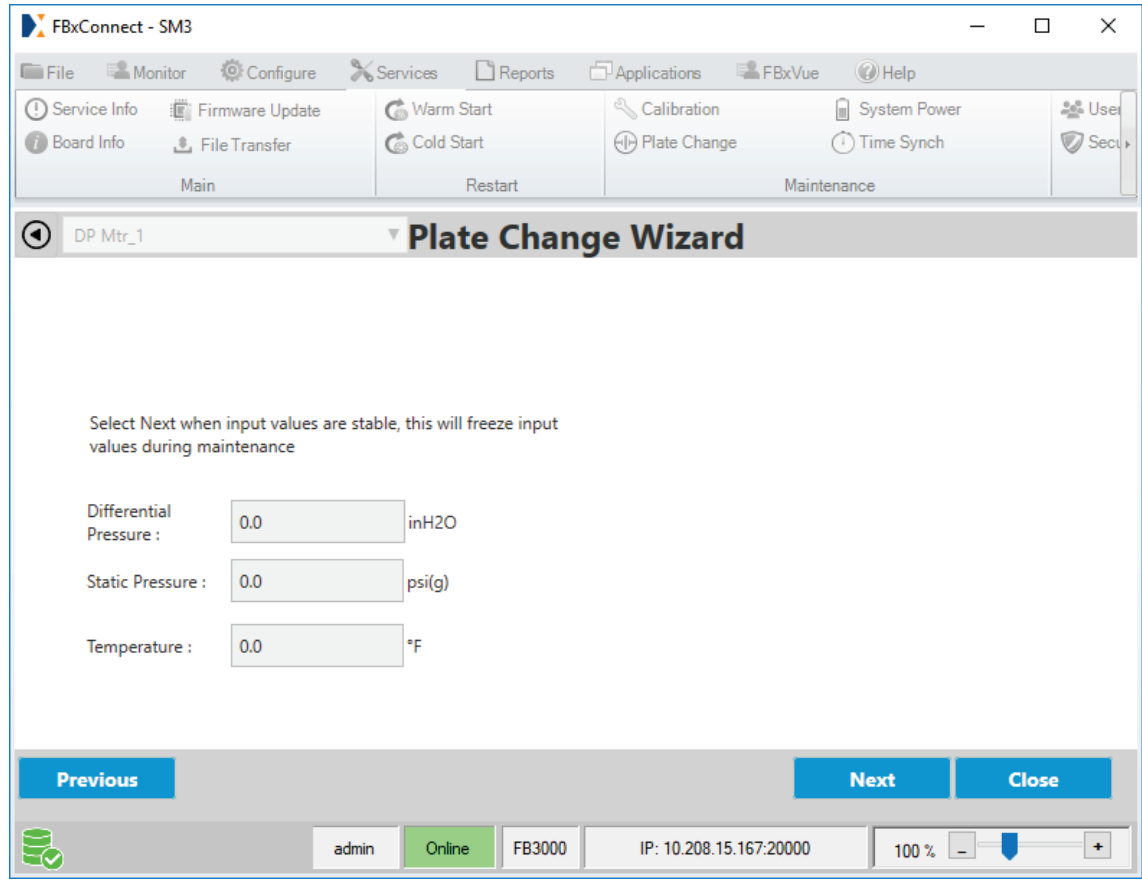 FBxConnect - SM3
File Monitor Configure Services Reports Applications FBxVue Help
Service Info Firmware Update Warm Start Calibration System Power User
Board Info File Transfer Cold Start Plate Change Time Synch Secu
Main Restart Maintenance
DP Mtr_1 Plate Change Wizard
Select Next when input values are stable, this will freeze input
values during maintenance
Differential
Pressure : 0.0 inH2O
Static Pressure : 0.0 psi(g)
Temperature : 0.0 °F
Previous Next Close
admin Online FB3000 IP: 10.208.15.167:20000 100 % - +